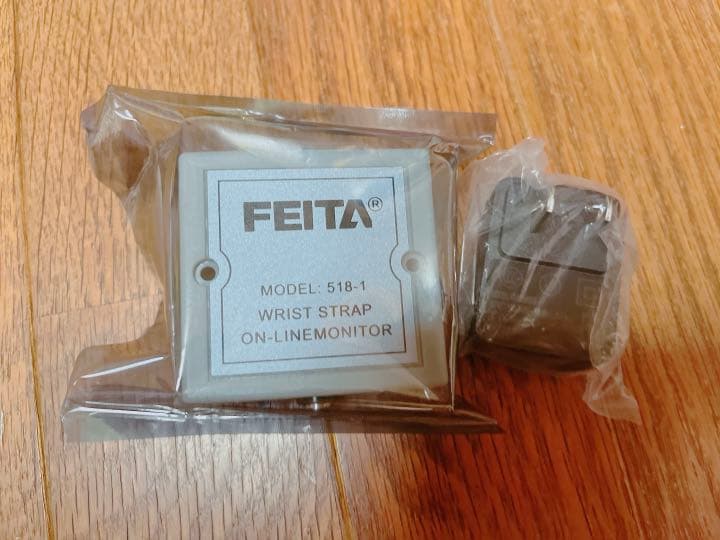 FEITA®
MODEL: 518-1
WRIST STRAP
ON-LINEMONITOR